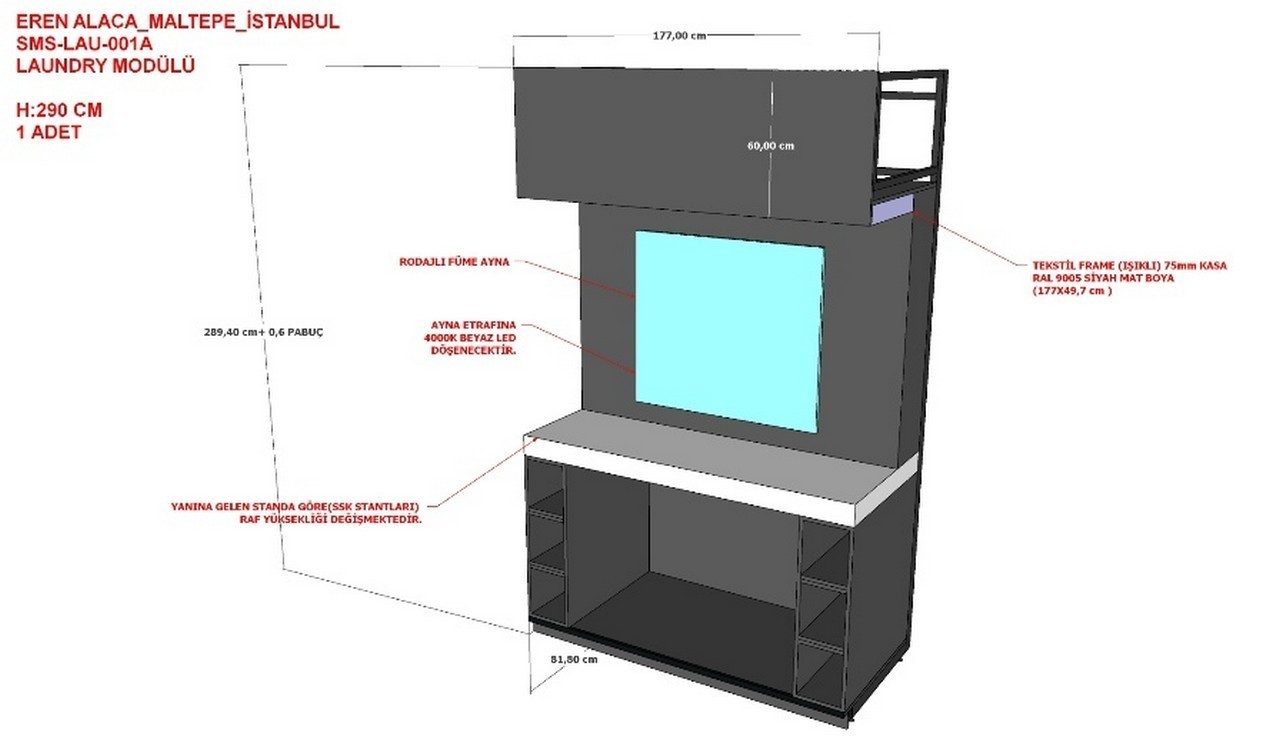 EREN ALACA_MALTEPE_İSTANBUL
SMS-LAU-001A
LAUNDRY MODÜLÜ
H:290 CM
1 ADET
177,00 cm
60,00 cm
RODAJLI FÜME AYNA
TEKSTİL FRAME (IŞIKLI) 75mm KASA
RAL 9005 SİYAH MAT BOYA
(177X49,7 cm )
AYNA ETRAFINA
4000K BEYAZ LED
DÖŞENECEKTİR.
289,40 cm+ 0,6 PABUÇ
YANINA GELEN STANDA GÖRE(SSK STANTLARI)
RAF YÜKSEKLİĞİ DEĞİŞMEKTEDİR.
81,80 cm